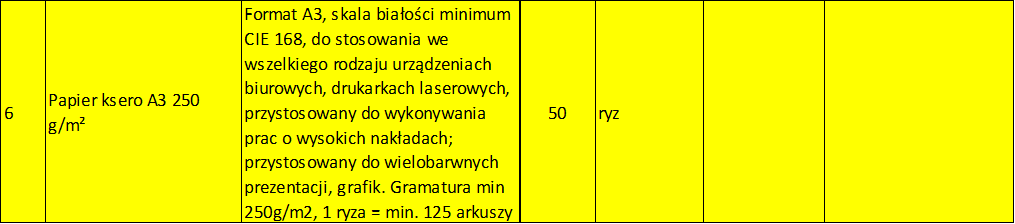 6
Papier ksero A3 250
g/m²
Format A3, skala białości minimum
CIE 168, do stosowania we
wszelkiego rodzaju urządzeniach
biurowych, drukarkach laserowych,
przystosowany do wykonywania
prac o wysokich nakładach;
przystosowany do wielobarwnych
prezentacji, grafik. Gramatura min
250g/m2, 1 ryza = min. 125 arkuszy
50
ryz